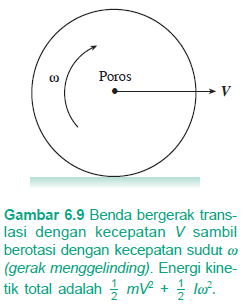 ω
Poros
V
Gambar 6.9 Benda bergerak trans-
lasi dengan kecepatan V sambil
berotasi dengan kecepatan sudut ω
(gerak menggelinding). Energi kine-
tik total adalah ½ mV² + ½ Iω².